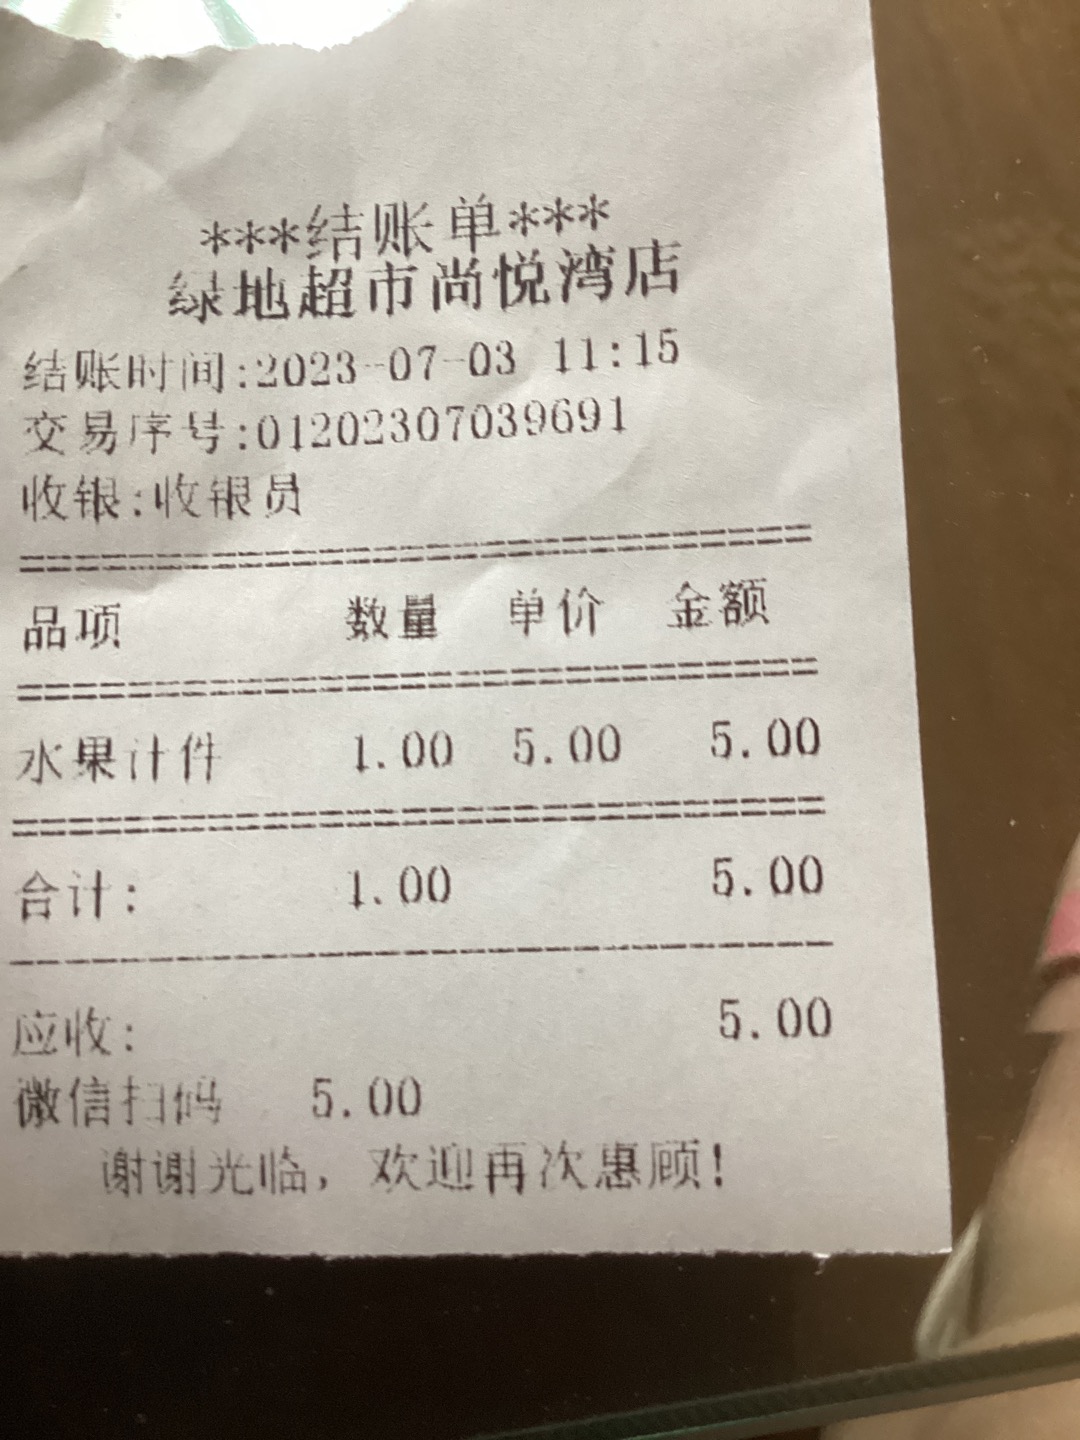 ***结账单***
绿地超市尚悦湾店
结账时间:2023-07-03 11:15
交易序号:01202307039691
收银:收银员
品项 数量 单价 金额
水果计件 1.00 5.00 5.00
合计: 1.00 5.00
应收: 5.00
微信扫码 5.00
谢谢光临,欢迎再次惠顾!